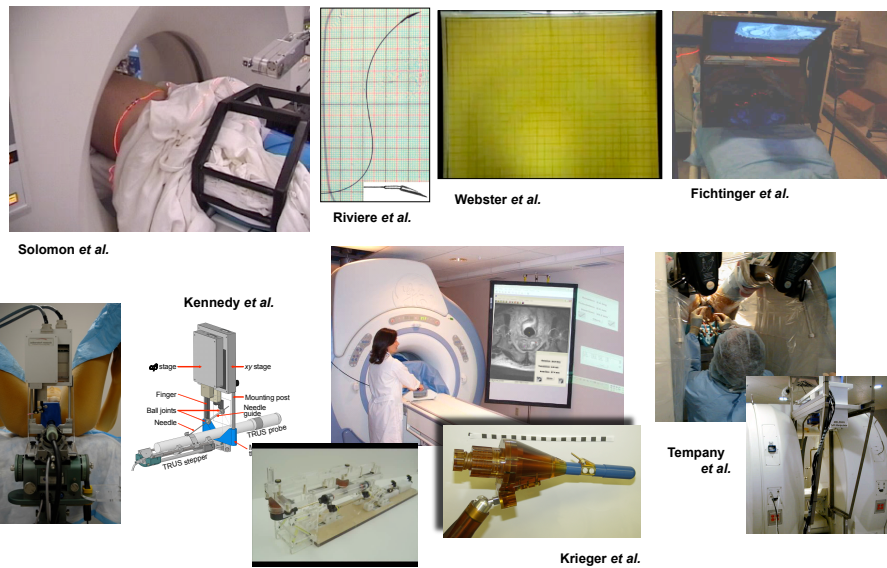 Riviere et al.
Webster et al.
Fichtinger et al.
Solomon et al.
Kennedy et al.
αβ stage
xy stage
Finger
Mounting post
Ball joints
Needle
guide
Needle
TRUS probe
TRUS stepper
Tempany
et al.
Krieger et al.